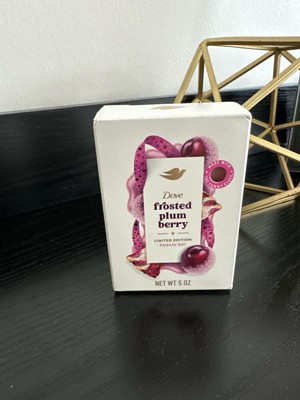 Dove
frosted
plum
berry
LIMITED EDITION
beauty bar
NET WT 5 OZ